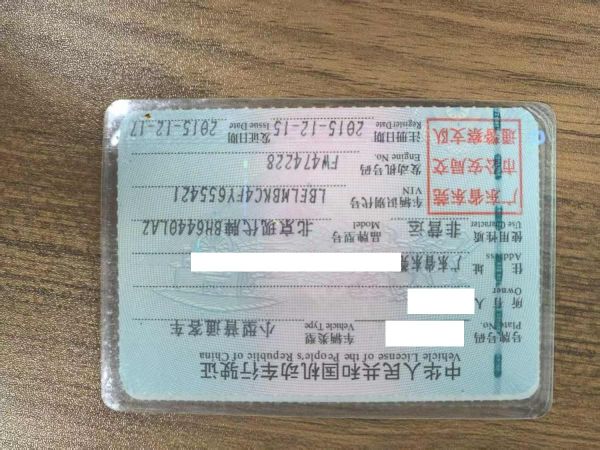 中华人民共和国机动车行驶证
Vehicle License of the People's Republic of China
号牌号码 车辆类型 小型普通客车
Plate No. Vehicle Type
所有人
Owner
住址 广东省东
Address
使用性质 非营运 品牌型号 北京现代牌BH6440LAZ
Use Character Model
广东省东莞
市公安局交
通警察支队
车辆识别代号 LBELMBKC4FY655421
VIN
发动机号码 FW474228
Engine No.
注册日期 2015-12-15 发证日期 2015-12-17
Register Date Issue Date